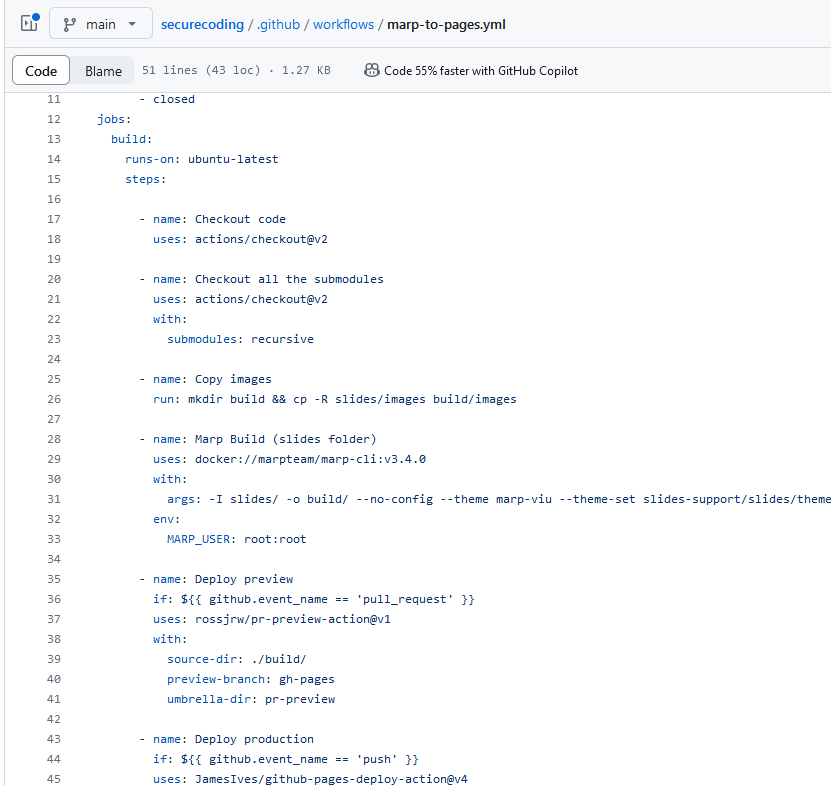 main
securecoding / .github / workflows / marp-to-pages.yml
Code Blame 51 lines (43 loc) · 1.27 KB Code 55% faster with GitHub Copilot
11 - closed
12 jobs:
13 build:
14 runs-on: ubuntu-latest
15 steps:
16
17 - name: Checkout code
18 uses: actions/checkout@v2
19
20 - name: Checkout all the submodules
21 uses: actions/checkout@v2
22 with:
23 submodules: recursive
24
25 - name: Copy images
26 run: mkdir build && cp -R slides/images build/images
27
28 - name: Marp Build (slides folder)
29 uses: docker://marpteam/marp-cli:v3.4.0
30 with:
31 args: -I slides/ -o build/ --no-config --theme marp-viu --theme-set slides-support/slides/theme
32 env:
33 MARP_USER: root:root
34
35 - name: Deploy preview
36 if: ${{ github.event_name == 'pull_request' }}
37 uses: rossjrw/pr-preview-action@v1
38 with:
39 source-dir: ./build/
40 preview-branch: gh-pages
41 umbrella-dir: pr-preview
42
43 - name: Deploy production
44 if: ${{ github.event_name == 'push' }}
45 uses: JamesIves/github-pages-deploy-action@v4